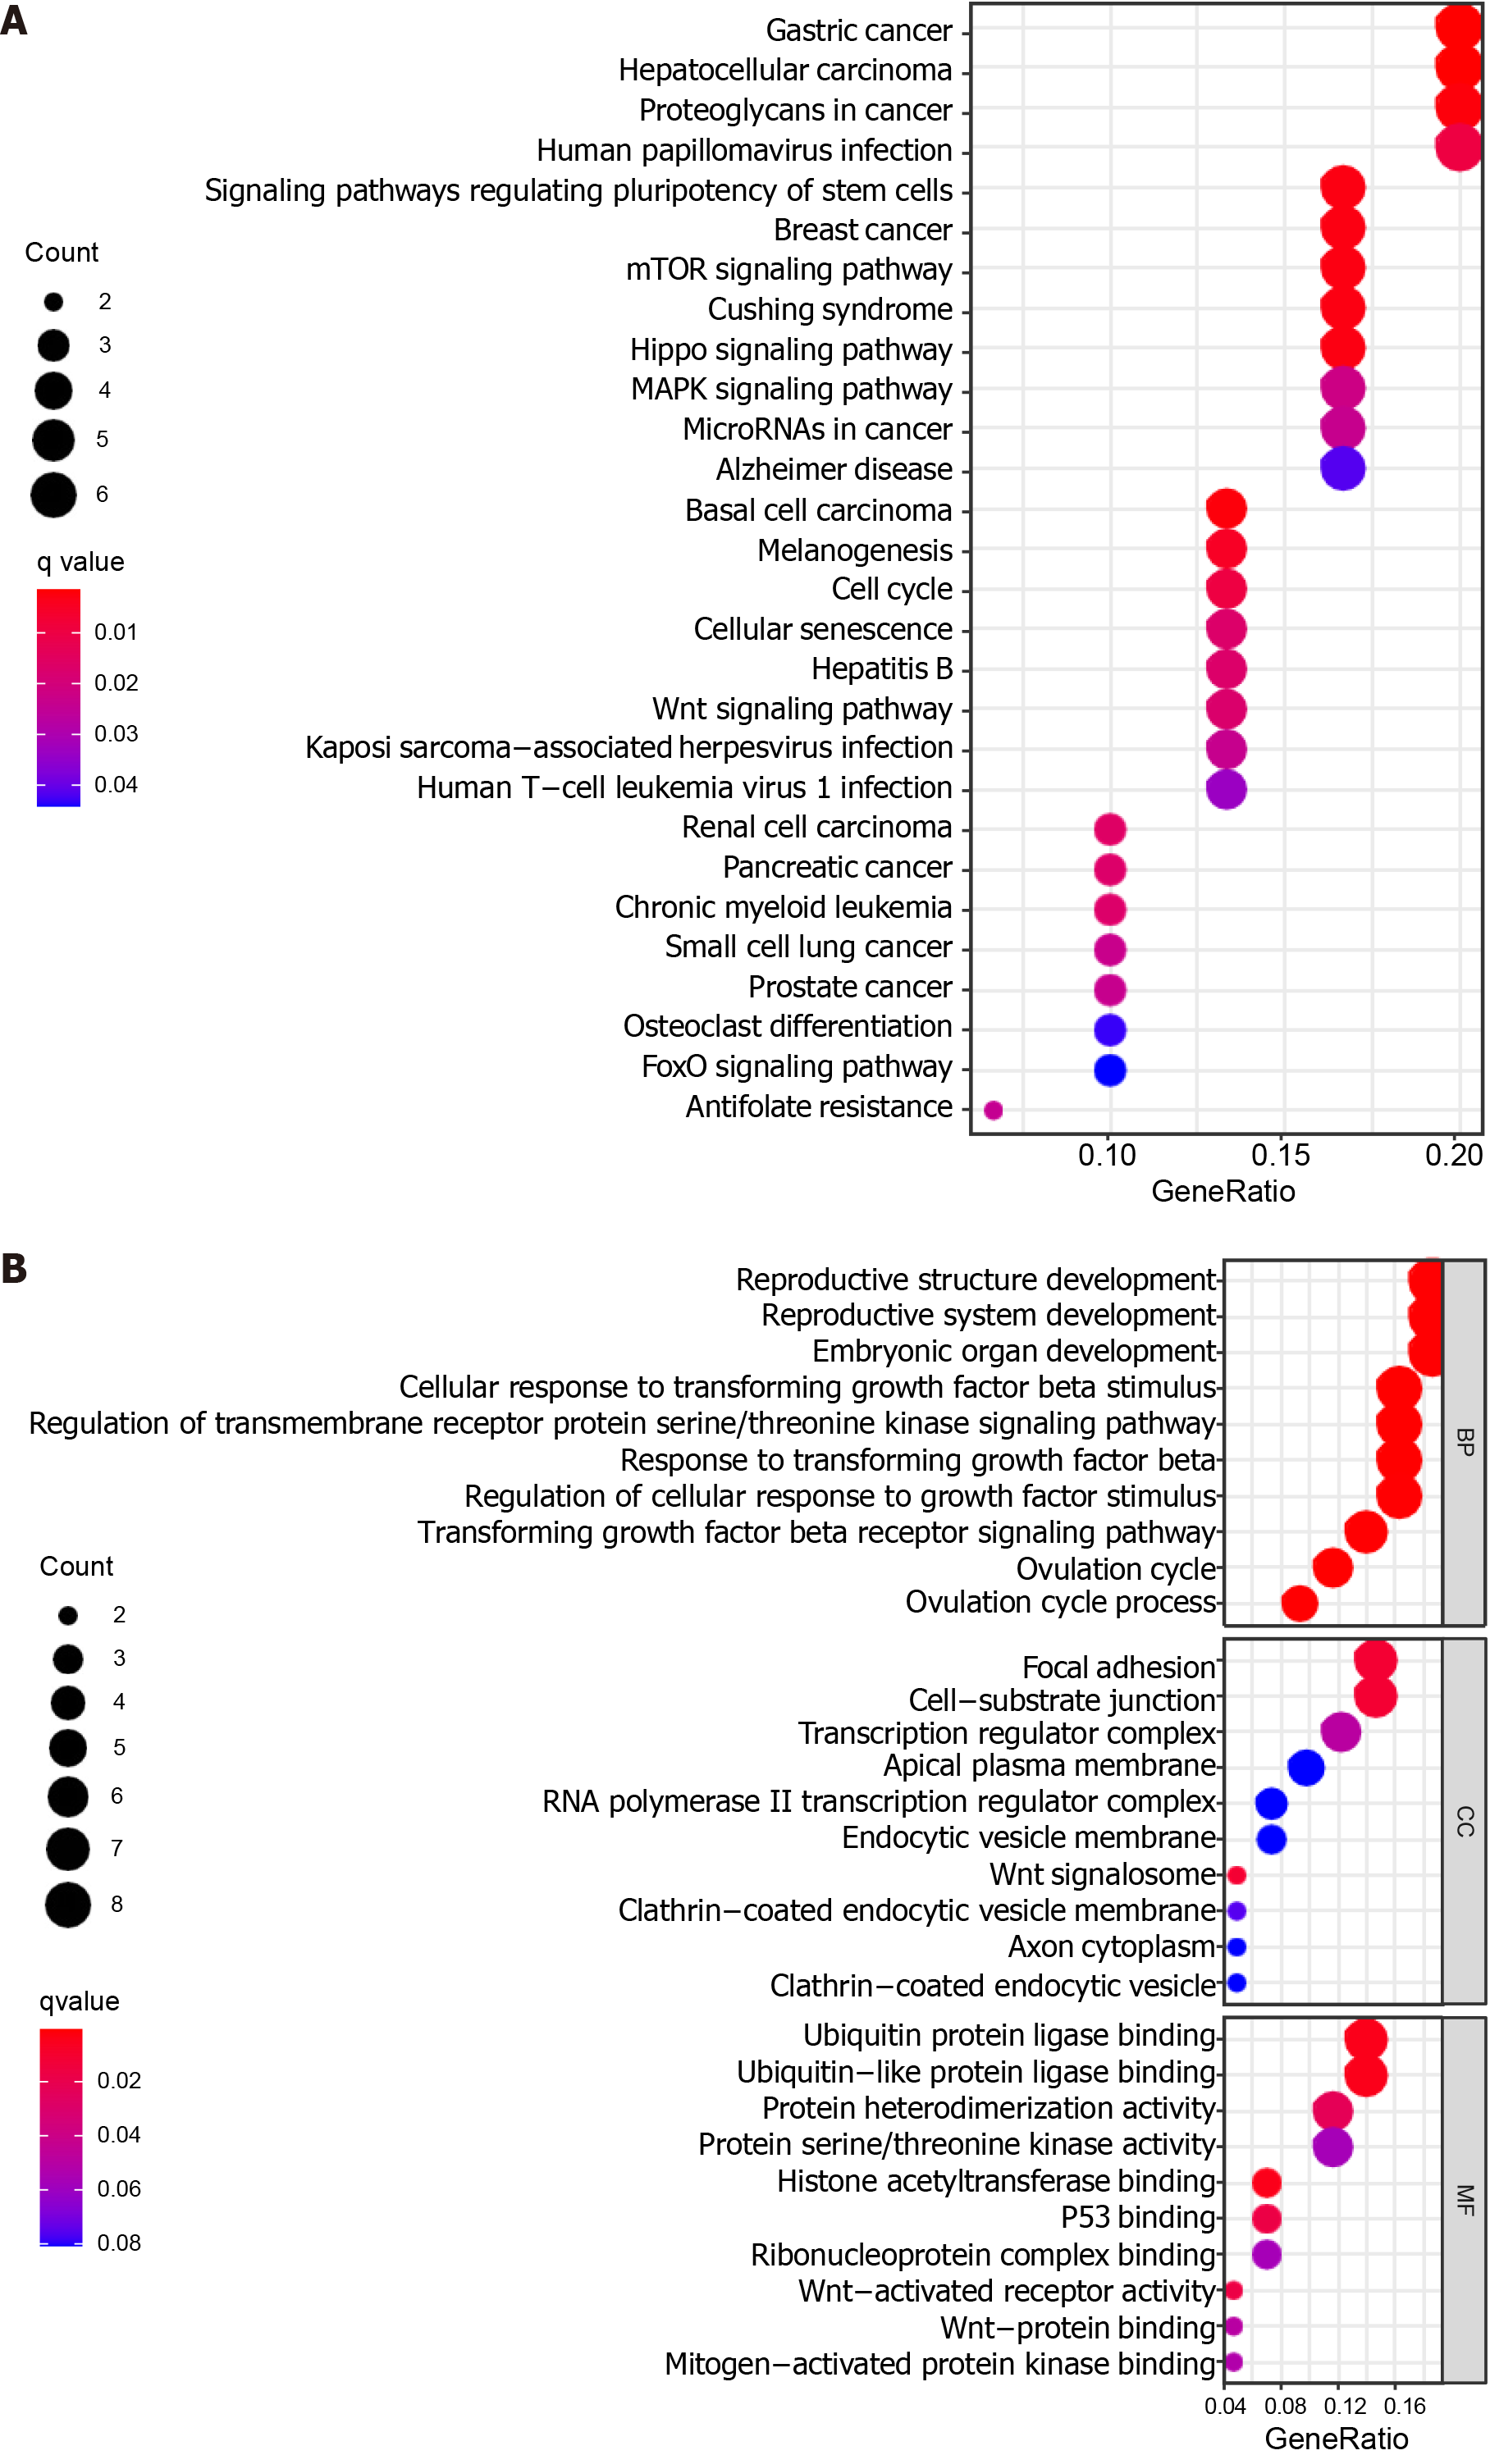 A
Gastric cancer
Hepatocellular carcinoma
Proteoglycans in cancer
Human papillomavirus infection
Signaling pathways regulating pluripotency of stem cells
Breast cancer
mTOR signaling pathway
Cushing syndrome
Hippo signaling pathway
MAPK signaling pathway
MicroRNAs in cancer
Alzheimer disease
Basal cell carcinoma
Melanogenesis
Cell cycle
Cellular senescence
Hepatitis B
Wnt signaling pathway
Kaposi sarcoma−associated herpesvirus infection
Human T−cell leukemia virus 1 infection
Renal cell carcinoma
Pancreatic cancer
Chronic myeloid leukemia
Small cell lung cancer
Prostate cancer
Osteoclast differentiation
FoxO signaling pathway
Antifolate resistance
Count
2
3
4
5
6
q value
0.01
0.02
0.03
0.04
0.10 0.15 0.20
GeneRatio
B
Reproductive structure development
Reproductive system development
Embryonic organ development
Cellular response to transforming growth factor beta stimulus
Regulation of transmembrane receptor protein serine/threonine kinase signaling pathway
Response to transforming growth factor beta
Regulation of cellular response to growth factor stimulus
Transforming growth factor beta receptor signaling pathway
Ovulation cycle
Ovulation cycle process
BP
Focal adhesion
Cell−substrate junction
Transcription regulator complex
Apical plasma membrane
RNA polymerase II transcription regulator complex
Endocytic vesicle membrane
Wnt signalosome
Clathrin−coated endocytic vesicle membrane
Axon cytoplasm
Clathrin−coated endocytic vesicle
CC
Ubiquitin protein ligase binding
Ubiquitin−like protein ligase binding
Protein heterodimerization activity
Protein serine/threonine kinase activity
Histone acetyltransferase binding
P53 binding
Ribonucleoprotein complex binding
Wnt−activated receptor activity
Wnt−protein binding
Mitogen−activated protein kinase binding
MF
Count
2
3
4
5
6
7
8
qvalue
0.02
0.04
0.06
0.08
0.04 0.08 0.12 0.16
GeneRatio